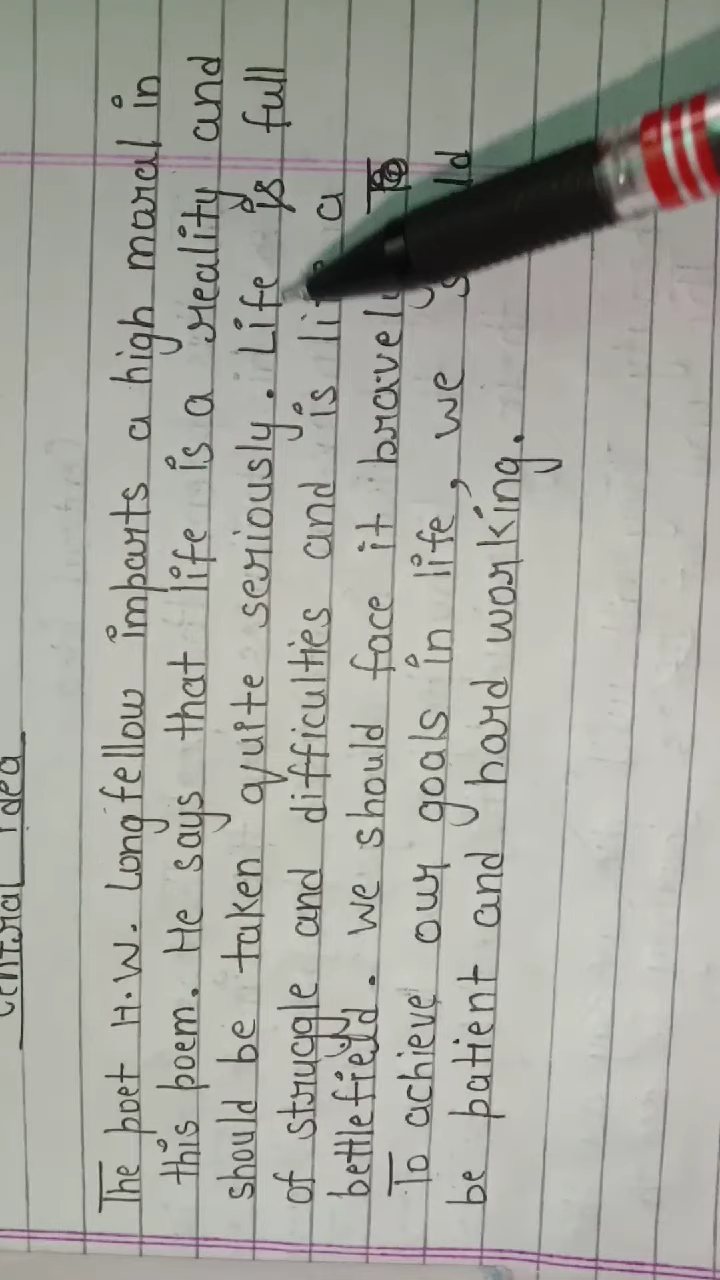 Central idea
The poet H.W. Longfellow imparts a high moral in
this poem. He says that life is a reality and
should be taken quite seriously. Life is full
of struggle and difficulties and is a
bettlefield. we should face it bravely
To achieve our goals in life, we
be patient and hard working.